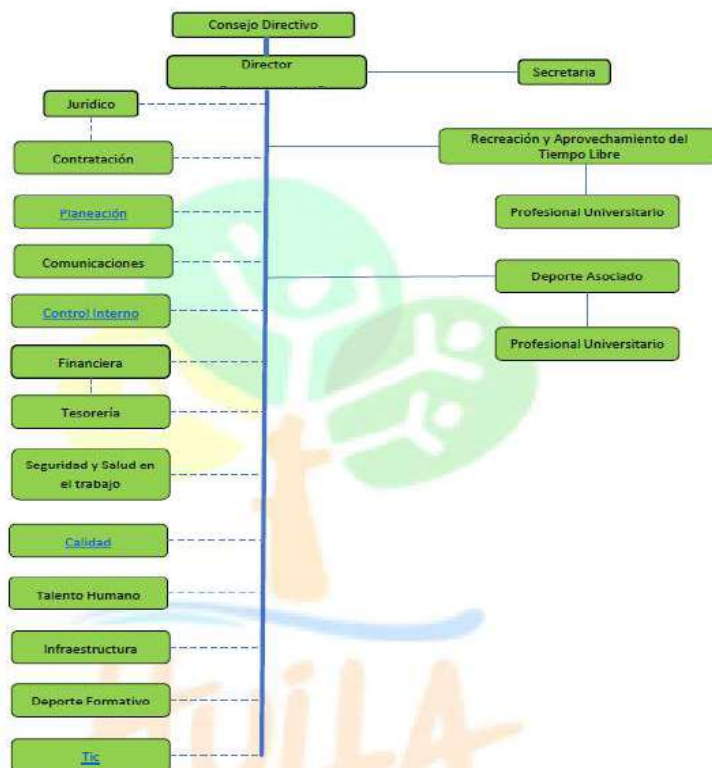 Consejo Directivo
Director
Secretaria
Jurídico
Contratación
Recreación y Aprovechamiento del
Tiempo Libre
Planeación
Profesional Universitario
Comunicaciones
Deporte Asociado
Control Interno
Profesional Universitario
Financiera
Tesorería
Seguridad y Salud en
el trabajo
Calidad
Talento Humano
Infraestructura
Deporte Formativo
Tic
HUiLA